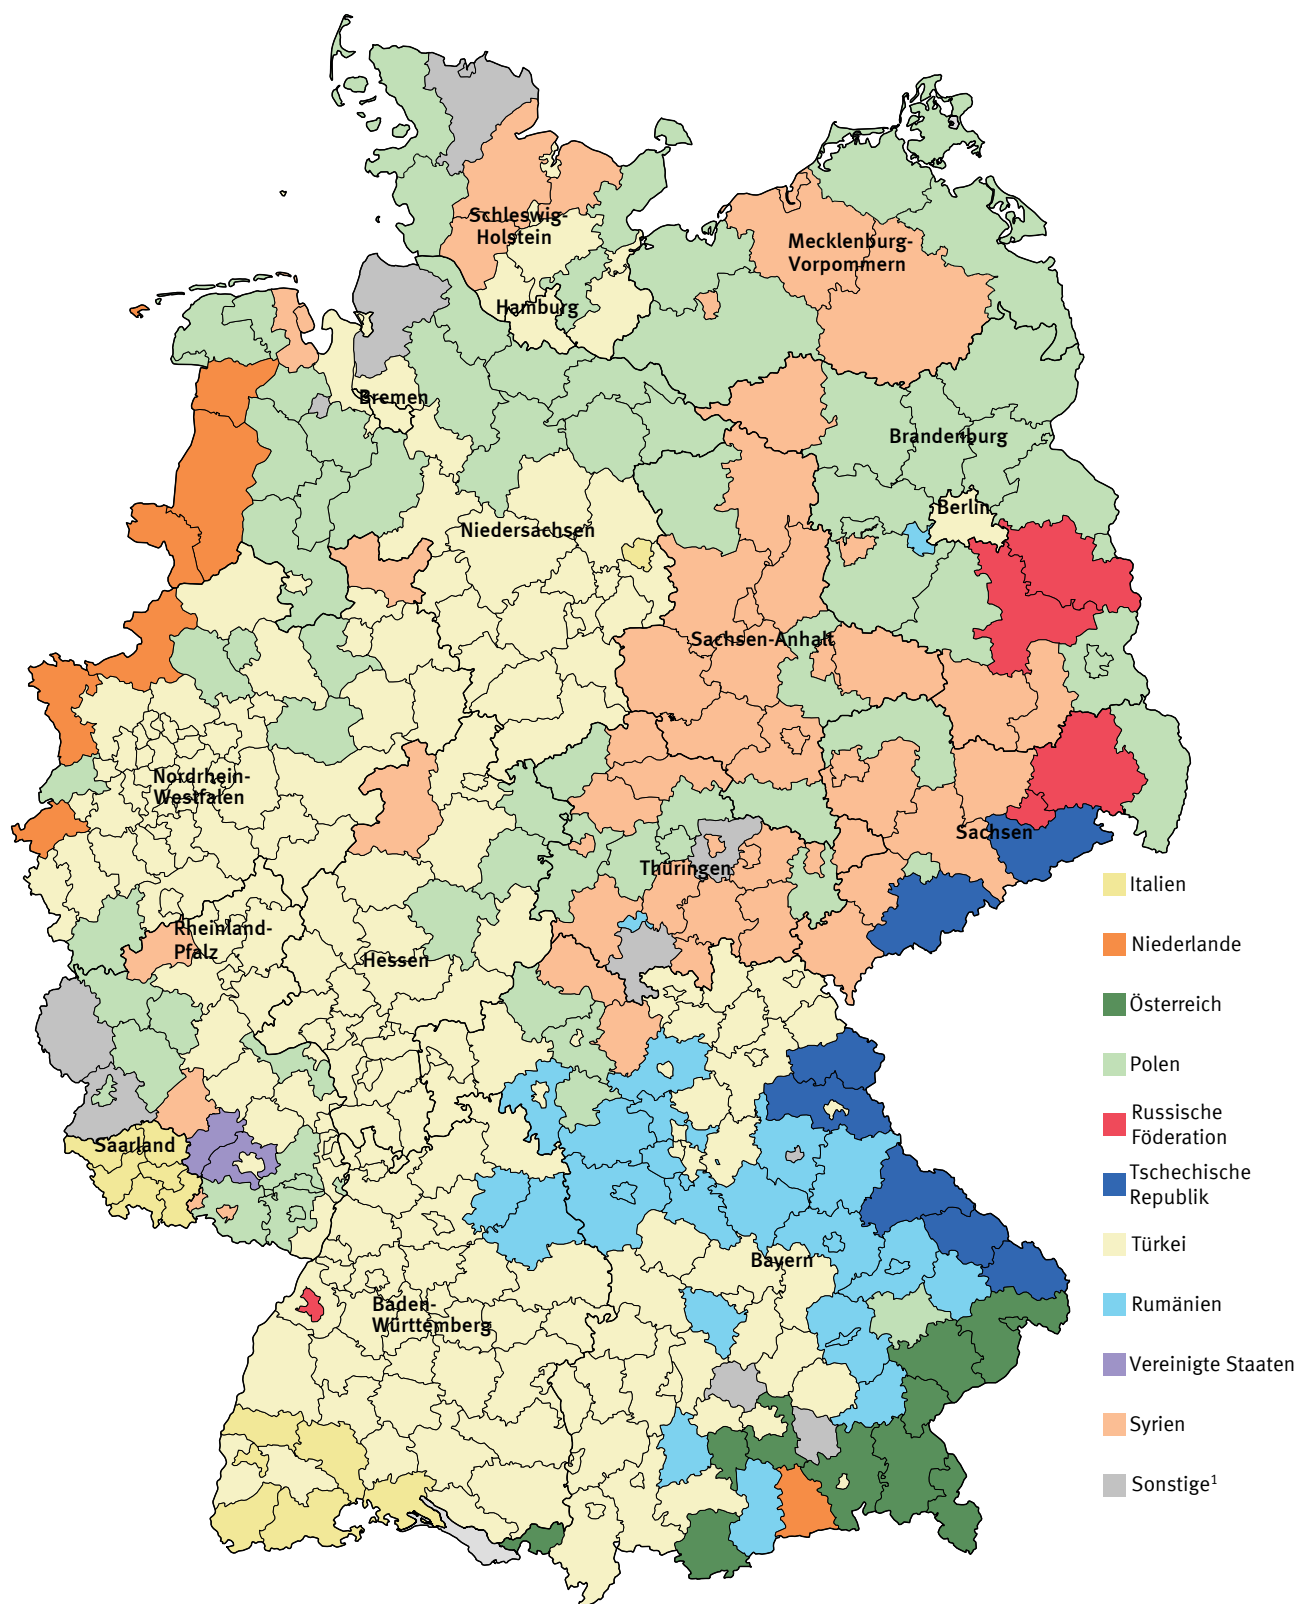 Schleswig-
Holstein
Mecklenburg-
Vorpommern
Hamburg
Bremen
Brandenburg
Berlin
Niedersachsen
Sachsen-Anhalt
Nordrhein-
Westfalen
Sachsen
Thüringen
Rheinland-
Pfalz
Hessen
Saarland
Bayern
Baden-
Württemberg
Italien
Niederlande
Österreich
Polen
Russische
Föderation
Tschechische
Republik
Türkei
Rumänien
Vereinigte Staaten
Syrien
Sonstige¹